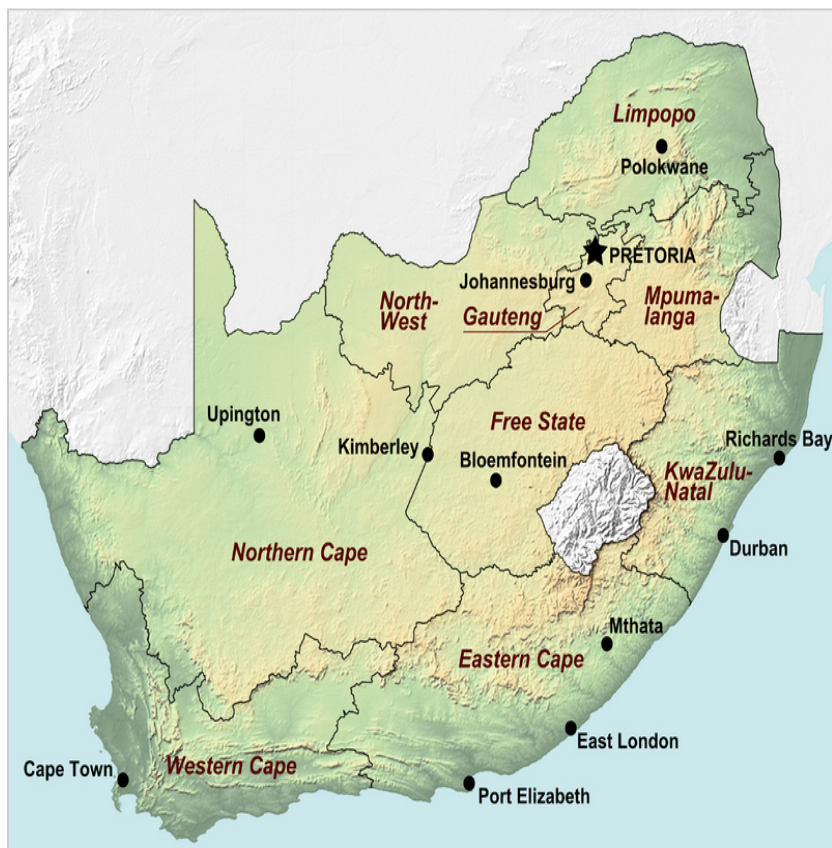 Limpopo
Polokwane
PRETORIA
Johannesburg
North-
West
Gauteng
Mpuma-
langa
Upington
Kimberley
Free State
Bloemfontein
Richards Bay
KwaZulu-
Natal
Durban
Northern Cape
Mthata
Eastern Cape
East London
Western Cape
Cape Town
Port Elizabeth